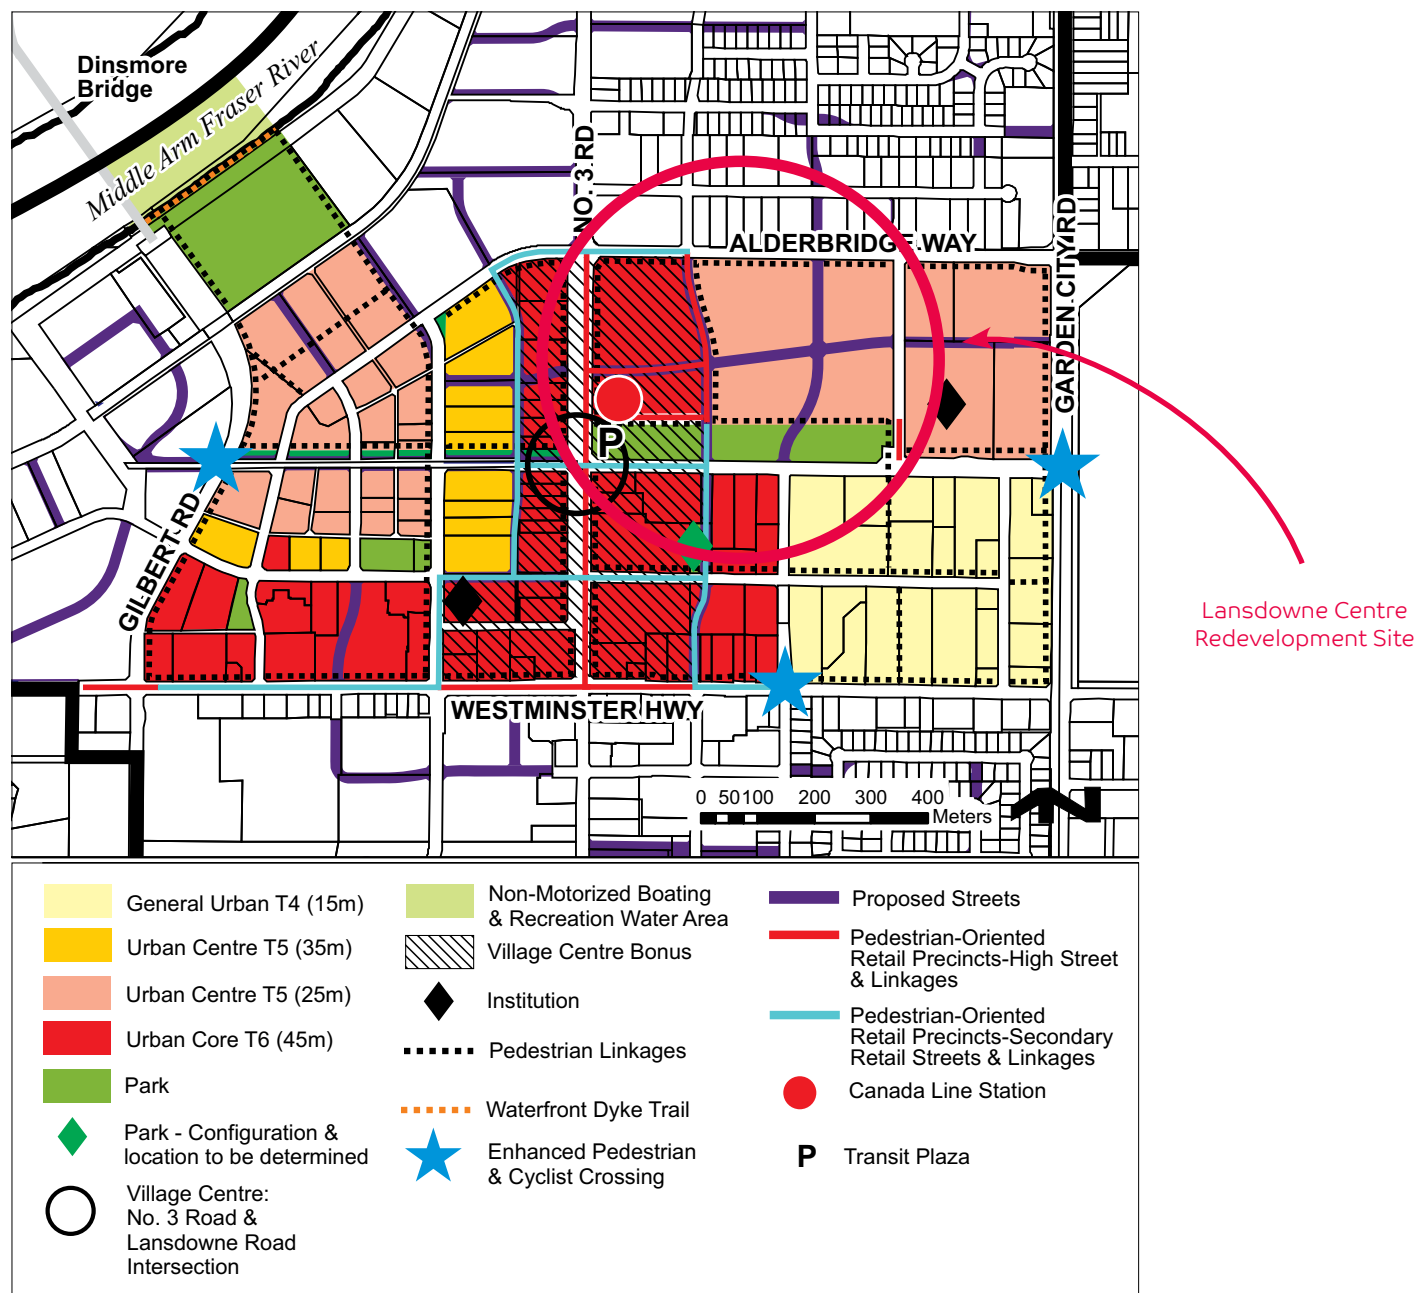 Dinsmore
Bridge
Middle Arm Fraser River
NO. 3 RD
ALDERBRIDGE WAY
GARDEN CITY RD
P
GILBERT RD
WESTMINSTER HWY
0 50 100 200 300 400
Meters
Lansdowne Centre
Redevelopment Site
General Urban T4 (15m)
Urban Centre T5 (35m)
Urban Centre T5 (25m)
Urban Core T6 (45m)
Park
Park - Configuration &
location to be determined
Village Centre:
No. 3 Road &
Lansdowne Road
Intersection
Non-Motorized Boating
& Recreation Water Area
Village Centre Bonus
Institution
Pedestrian Linkages
Waterfront Dyke Trail
Enhanced Pedestrian
& Cyclist Crossing
Proposed Streets
Pedestrian-Oriented
Retail Precincts-High Street
& Linkages
Pedestrian-Oriented
Retail Precincts-Secondary
Retail Streets & Linkages
Canada Line Station
P Transit Plaza